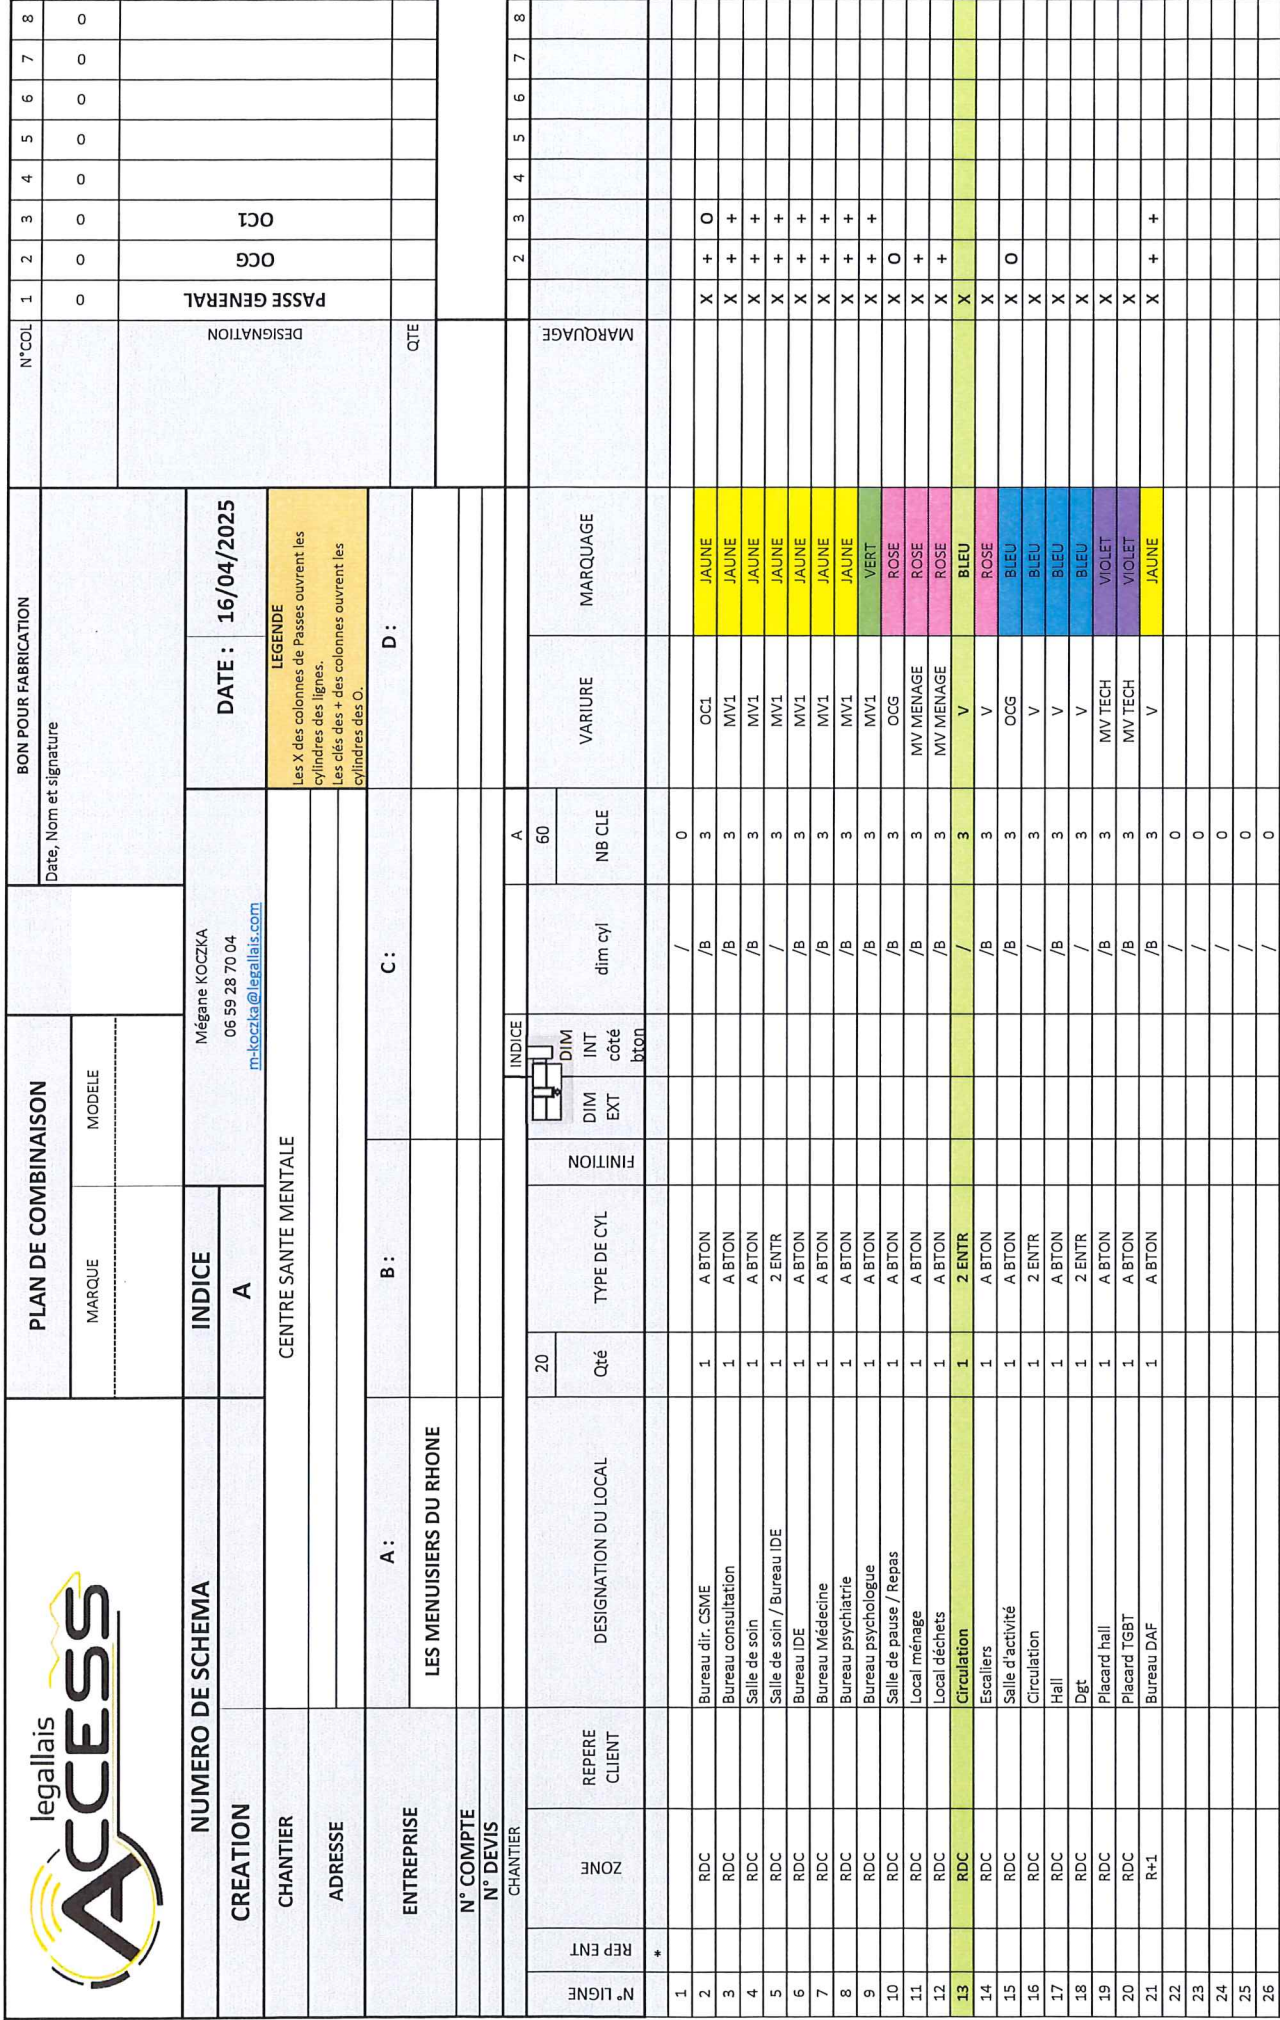 legallais
ACCESS
PLAN DE COMBINAISON
MARQUE MODELE
BON POUR FABRICATION
Date, Nom et signature
N°COL 1 2 3 4 5 6 7 8
0 0 0 0 0 0 0 0
DESIGNATION PASSE GENERAL OCG OC1
QTE
NUMERO DE SCHEMA INDICE
CREATION A
Mégane KOCZKA
06 59 28 70 04
m-koczka@legallais.com
DATE : 16/04/2025
CHANTIER CENTRE SANTE MENTALE
ADRESSE
LEGENDE
Les X des colonnes de Passes ouvrent les
cylindres des lignes.
Les clés des + des colonnes ouvrent les
cylindres des O.
ENTREPRISE A : B : C : D :
LES MENUISIERS DU RHONE
N° COMPTE
N° DEVIS
CHANTIER INDICE A 2 3 4 5 6 7 8
20 60
N° LIGNE REP ENT ZONE REPERE CLIENT DESIGNATION DU LOCAL Qté TYPE DE CYL FINITION DIM EXT DIM INT côté bton dim cyl NB CLE VARIURE MARQUAGE MARQUAGE
*
1 / 0
2 RDC Bureau dir. CSME 1 A BTON /B 3 OC1 JAUNE X + O
3 RDC Bureau consultation 1 A BTON /B 3 MV1 JAUNE X + +
4 RDC Salle de soin 1 A BTON /B 3 MV1 JAUNE X + +
5 RDC Salle de soin / Bureau IDE 1 2 ENTR / 3 MV1 JAUNE X + +
6 RDC Bureau IDE 1 A BTON /B 3 MV1 JAUNE X + +
7 RDC Bureau Médecine 1 A BTON /B 3 MV1 JAUNE X + +
8 RDC Bureau psychiatrie 1 A BTON /B 3 MV1 JAUNE X + +
9 RDC Bureau psychologue 1 A BTON /B 3 MV1 VERT X + +
10 RDC Salle de pause / Repas 1 A BTON /B 3 OCG ROSE X O
11 RDC Local ménage 1 A BTON /B 3 MV MENAGE ROSE X +
12 RDC Local déchets 1 A BTON /B 3 MV MENAGE ROSE X +
13 RDC Circulation 1 2 ENTR / 3 V BLEU X
14 RDC Escaliers 1 A BTON /B 3 V ROSE X
15 RDC Salle d'activité 1 A BTON /B 3 OCG BLEU X O
16 RDC Circulation 1 2 ENTR / 3 V BLEU X
17 RDC Hall 1 A BTON /B 3 V BLEU X
18 RDC Dgt 1 2 ENTR / 3 V BLEU X
19 RDC Placard hall 1 A BTON /B 3 MV TECH VIOLET X
20 RDC Placard TGBT 1 A BTON /B 3 MV TECH VIOLET X
21 R+1 Bureau DAF 1 A BTON /B 3 V JAUNE X + +
22 / 0
23 / 0
24 / 0
25 / 0
26 / 0